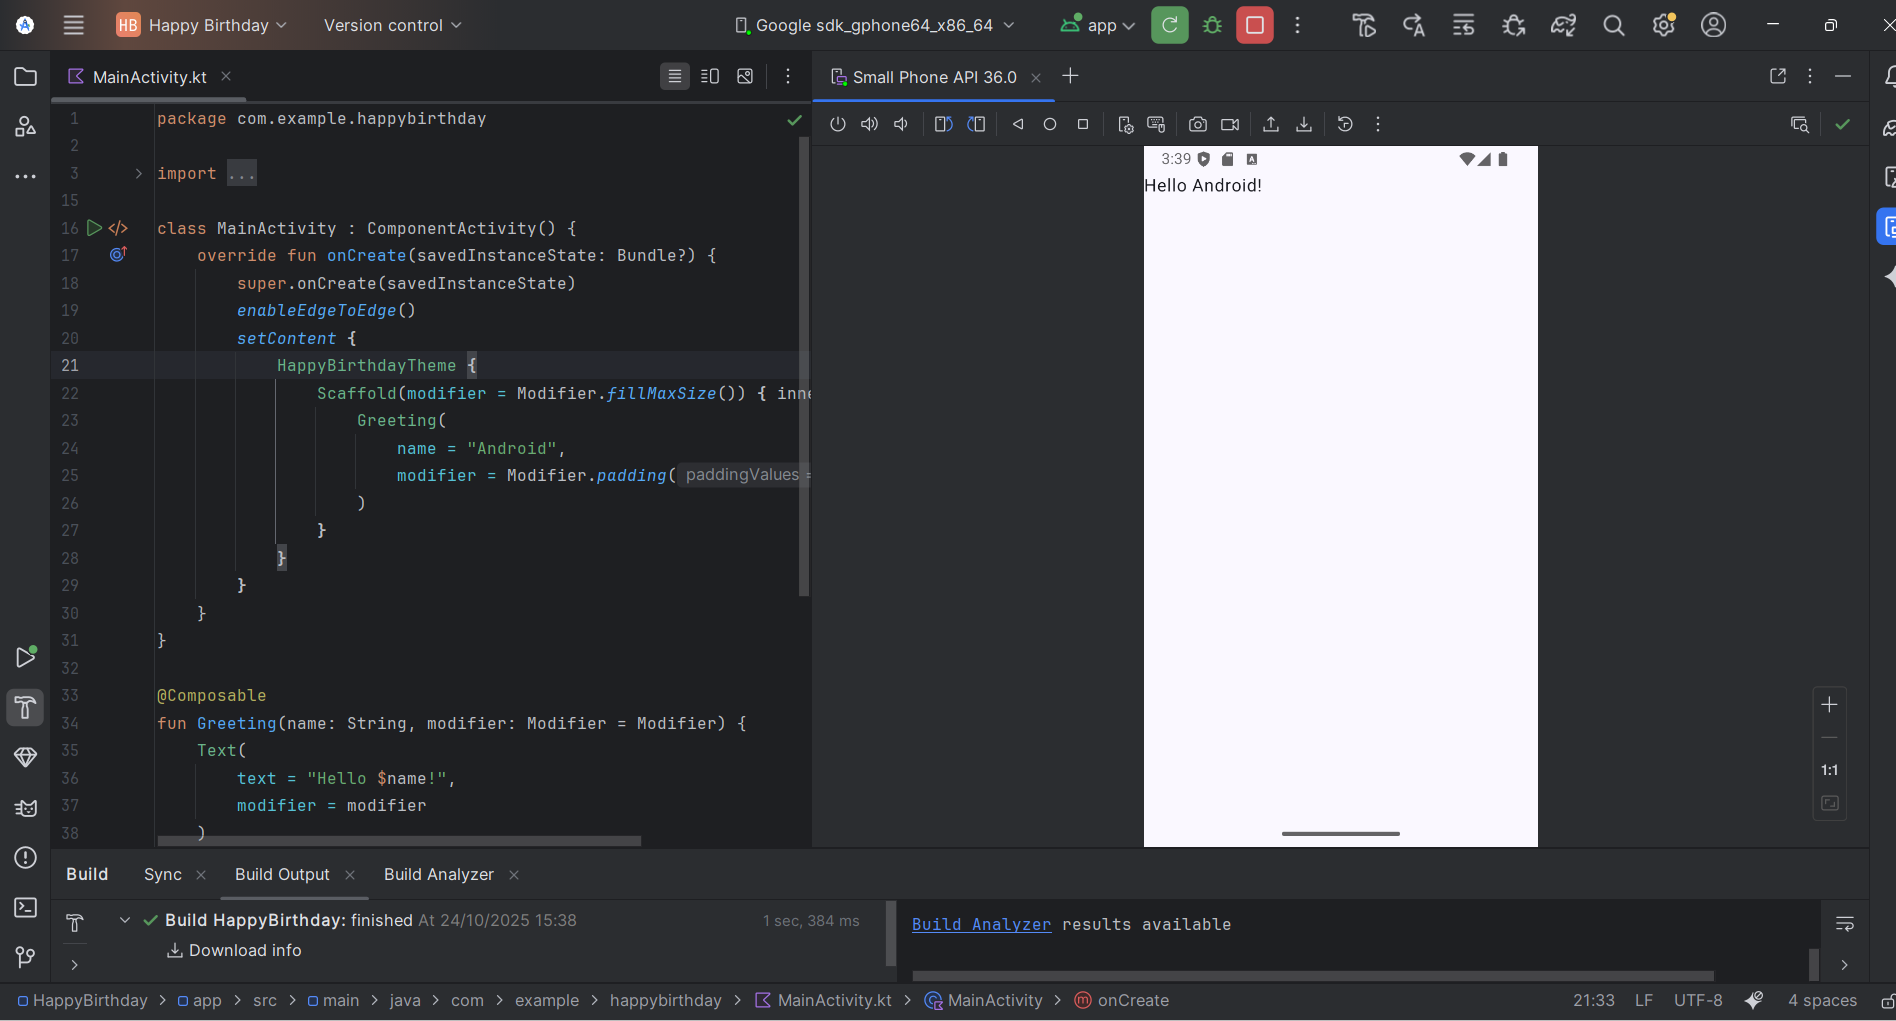 HB Happy Birthday
Version control
Google sdk_gphone64_x86_64
app
MainActivity.kt
Small Phone API 36.0
1 package com.example.happybirthday
2
3 import ...
15
16 class MainActivity : ComponentActivity() {
17 override fun onCreate(savedInstanceState: Bundle?) {
18 super.onCreate(savedInstanceState)
19 enableEdgeToEdge()
20 setContent {
21 HappyBirthdayTheme {
22 Scaffold(modifier = Modifier.fillMaxSize()) { inne
23 Greeting(
24 name = "Android",
25 modifier = Modifier.padding( paddingValues =
26 )
27 }
28 }
29 }
30 }
31 }
32
33 @Composable
34 fun Greeting(name: String, modifier: Modifier = Modifier) {
35 Text(
36 text = "Hello $name!",
37 modifier = modifier
38 )
3:39
Hello Android!
1:1
Build
Sync
Build Output
Build Analyzer
Build HappyBirthday: finished At 24/10/2025 15:38
1 sec, 384 ms
Download info
Build Analyzer results available
HappyBirthday > app > src > main > java > com > example > happybirthday > MainActivity.kt > MainActivity > onCreate
21:33
LF
UTF-8
4 spaces